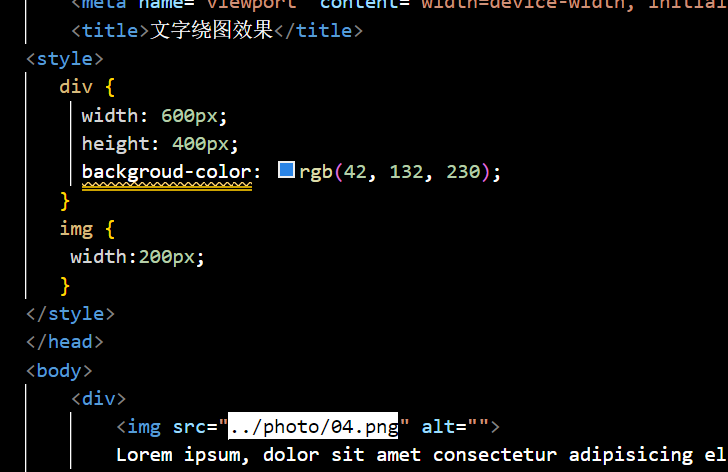 <meta name="viewport" content="width=device-width, initial
<title>文字绕图效果</title>
<style>
div {
width: 600px;
height: 400px;
backgroud-color: rgb(42, 132, 230);
}
img {
width:200px;
}
</style>
</head>
<body>
<div>
<img src="../photo/04.png" alt="">
Lorem ipsum, dolor sit amet consectetur adipisicing el